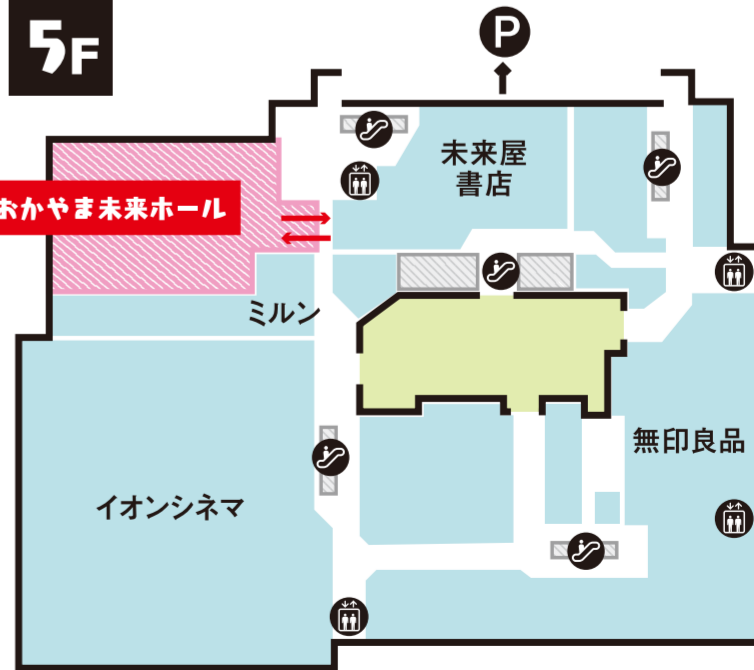 5F
P
未来屋
書店
おかやま未来ホール
ミルン
無印良品
イオンシネマ